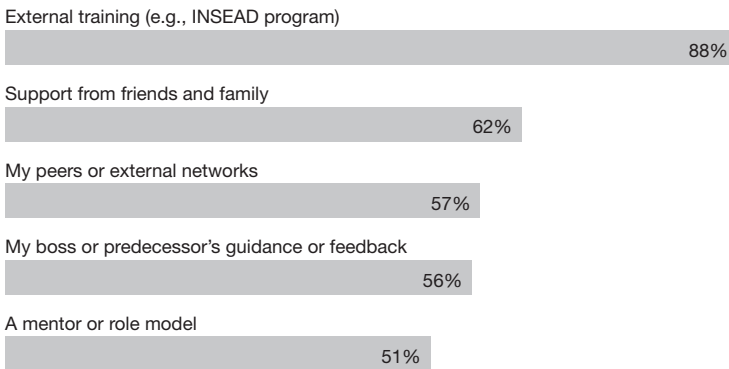 External training (e.g., INSEAD program)
88%
Support from friends and family
62%
My peers or external networks
57%
My boss or predecessor’s guidance or feedback
56%
A mentor or role model
51%